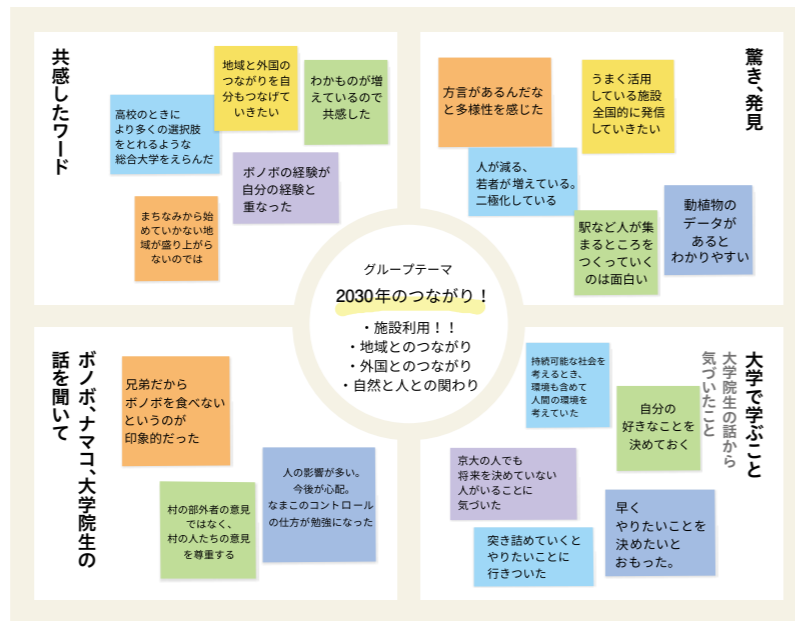 共感したワード
地域と外国の
つながりを自
分もつなげて
いきたい
わかものが増
えているので
共感した
高校のときに
より多くの選択肢
をとれるような
総合大学をえらんだ
ボノボの経験が
自分の経験と
重なった
まちなみから始
めていかない地
域が盛り上がら
ないのでは
驚き、発見
方言があるんだな
と多様性を感じた
うまく活用
している施設
全国的に発信
していきたい
人が減る、
若者が増えている。
二極化している
動植物の
データが
あると
わかりやすい
駅など人が集
まるところを
つくっていく
のは面白い
グループテーマ
2030年のつながり！
・施設利用！！
・地域とのつながり
・外国とのつながり
・自然と人との関わり
ボノボ、ナマコ、大学院生の
話を聞いて
兄弟だから
ボノボを食べない
というのが
印象的だった
人の影響が多い。
今後が心配。
なまこのコントロール
の仕方が勉強になった
村の部外者の意見
ではなく、
村の人たちの意見
を尊重する
大学で学ぶこと
大学院生の話から
気づいたこと
持続可能な社会を
考えるとき、
環境も含めて
人間の環境を
考えていた
自分の
好きなことを
決めておく
京大の人でも
将来を決めていない
人がいることに
気づいた
早く
やりたいことを
決めたいと
おもった。
突き詰めていくと
やりたいことに
行きついた